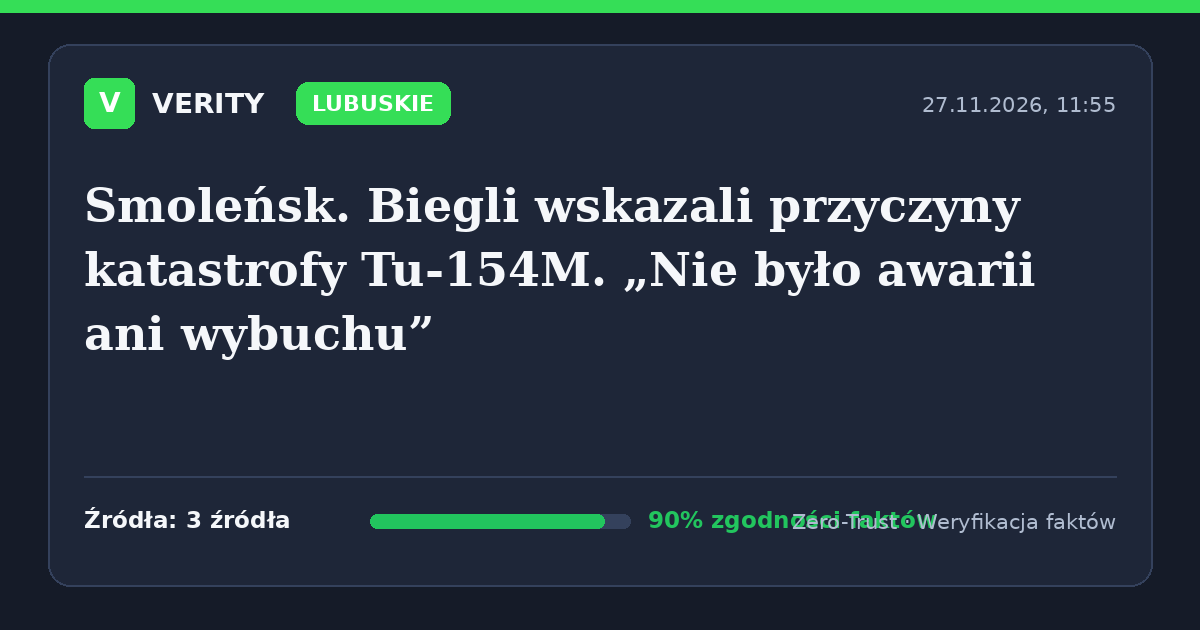 V VERITY LUBUSKIE 27.11.2026, 11:55
Smoleńsk. Biegli wskazali przyczyny
katastrofy Tu-154M. „Nie było awarii
ani wybuchu”
Źródła: 3 źródła 90% zgodności faktów Zero-Trust · Weryfikacja faktów